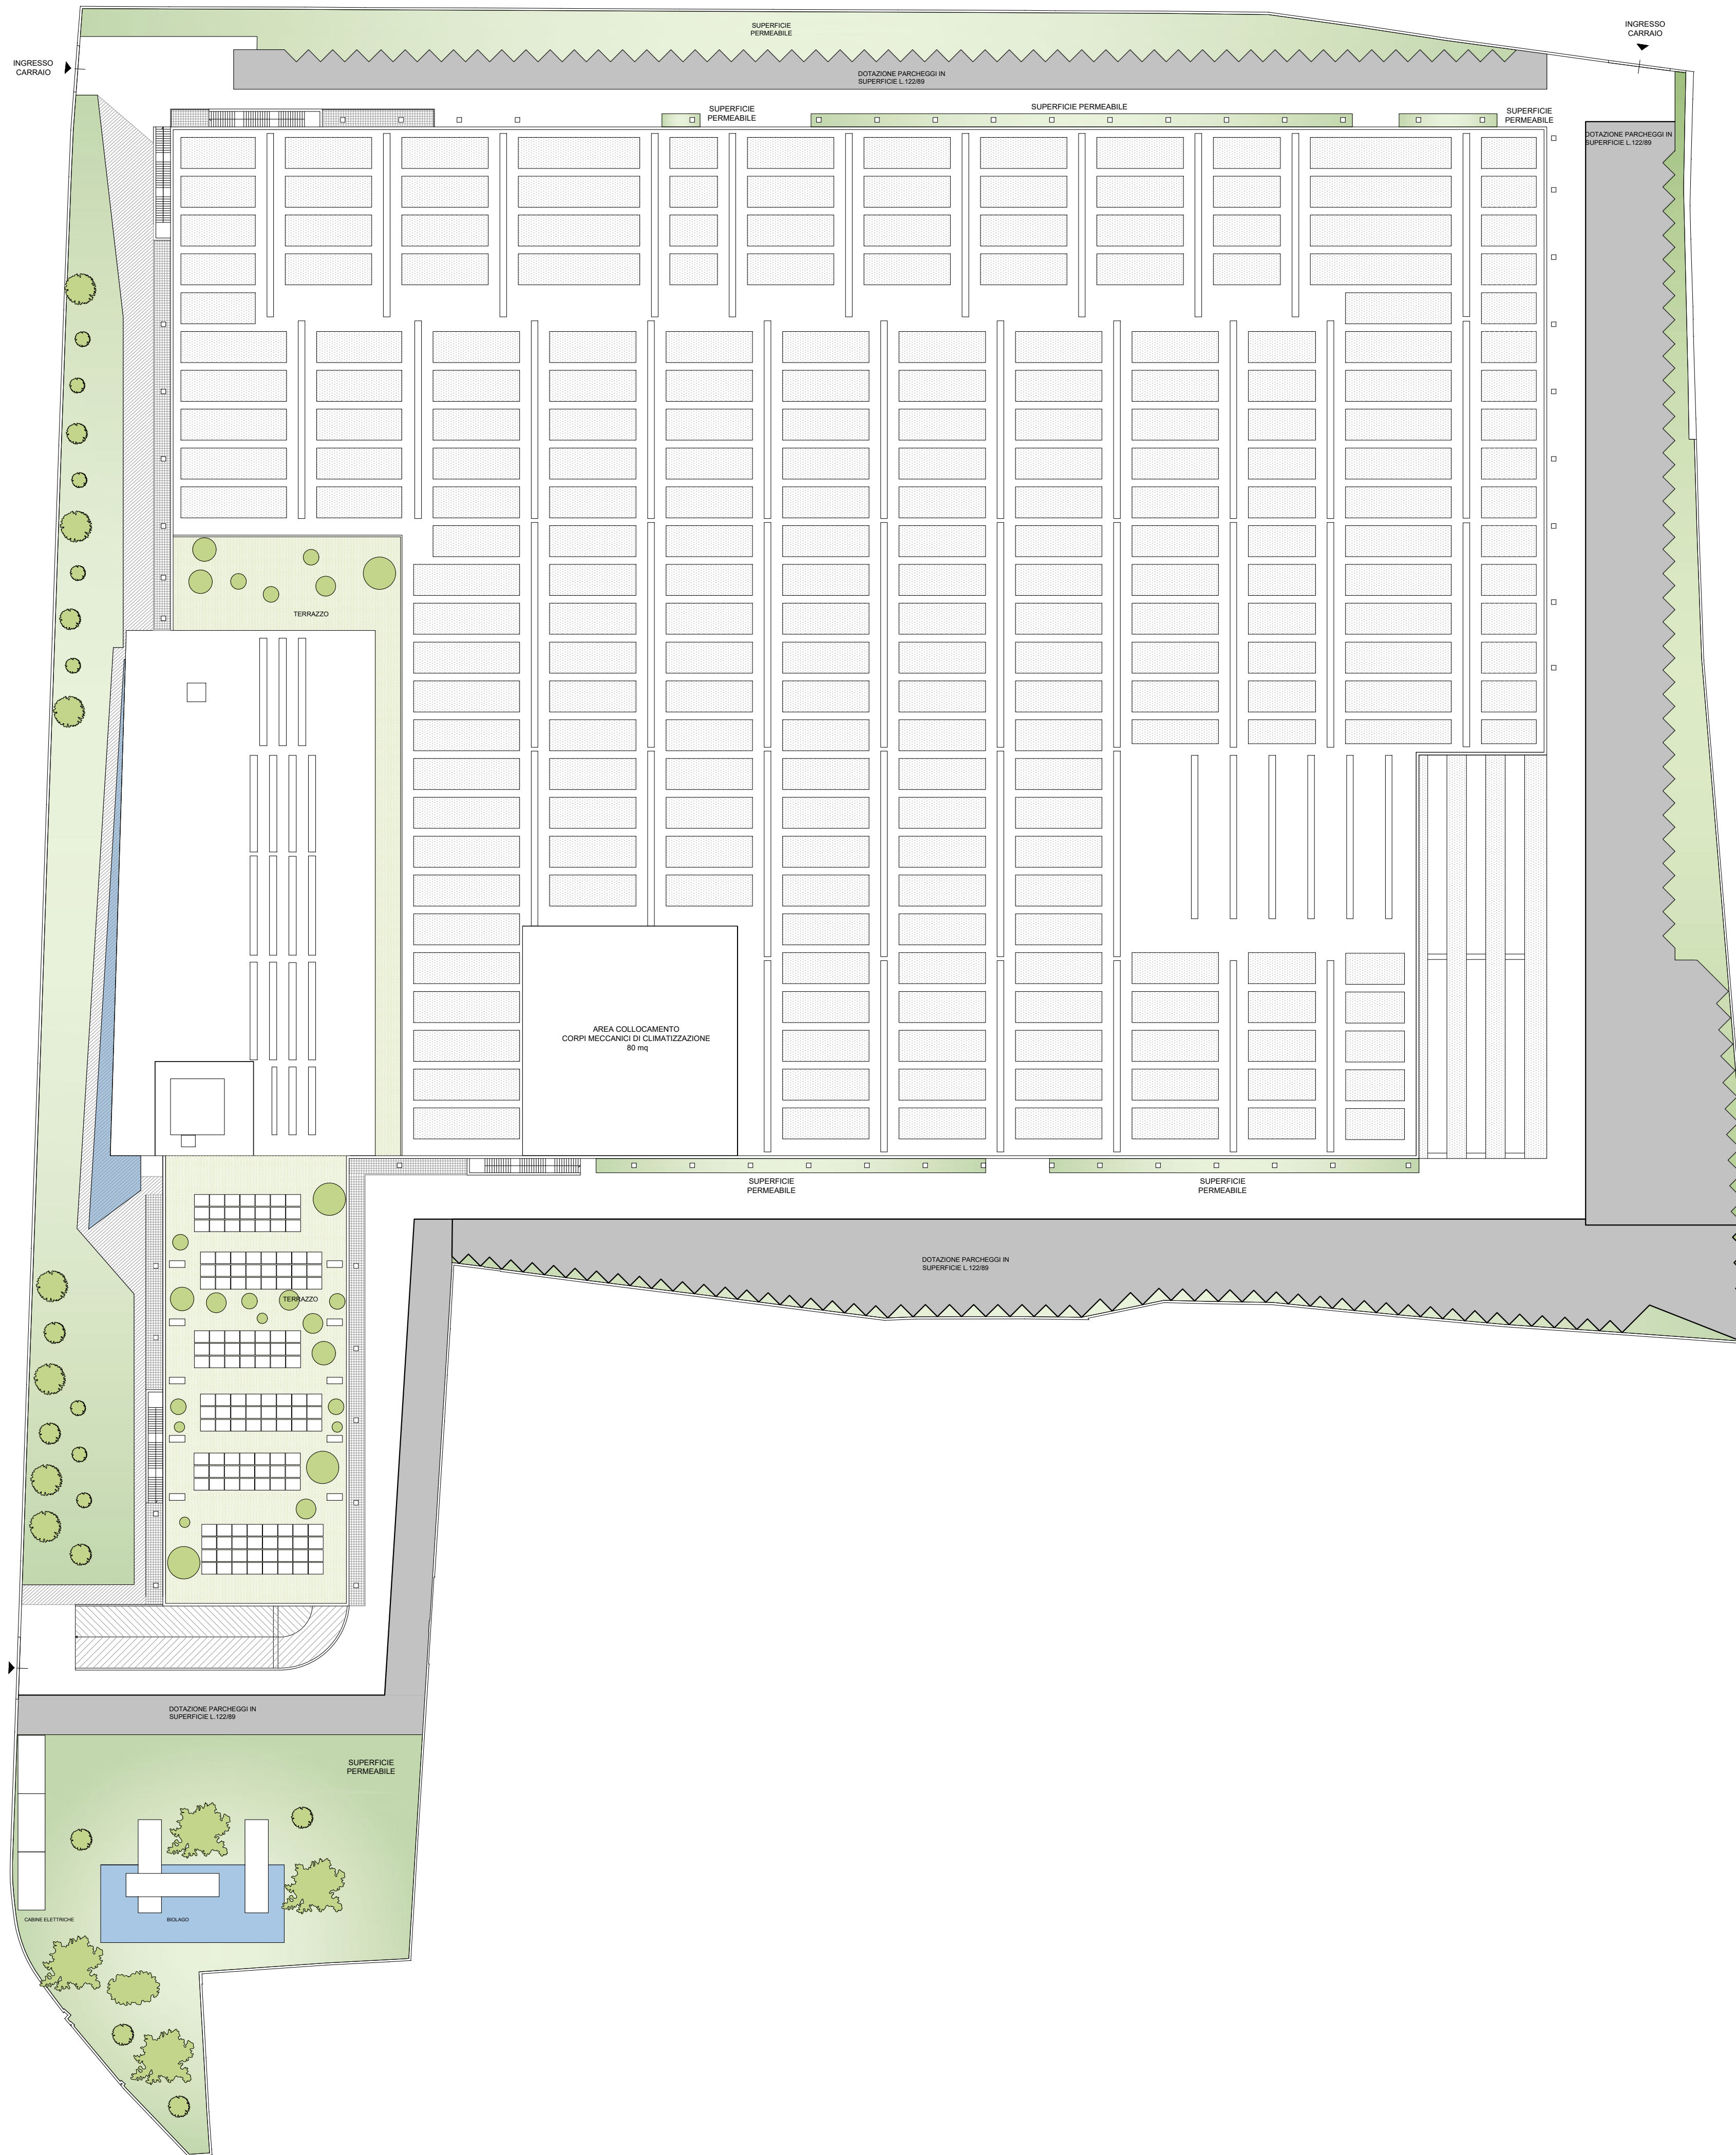 SUPERFICIE
PERMEABILE
INGRESSO
CARRAIO
INGRESSO
CARRAIO
DOTAZIONE PARCHEGGI IN
SUPERFICIE L.122/89
SUPERFICIE
PERMEABILE
SUPERFICIE PERMEABILE
SUPERFICIE
PERMEABILE
DOTAZIONE PARCHEGGI IN
SUPERFICIE L.122/89
TERRAZZO
AREA COLLOCAMENTO
CORPI MECCANICI DI CLIMATIZZAZIONE
80 mq
SUPERFICIE
PERMEABILE
SUPERFICIE
PERMEABILE
DOTAZIONE PARCHEGGI IN
SUPERFICIE L.122/89
TERRAZZO
DOTAZIONE PARCHEGGI IN
SUPERFICIE L.122/89
SUPERFICIE
PERMEABILE
CABINE ELETTRICHE
BIOLAGO